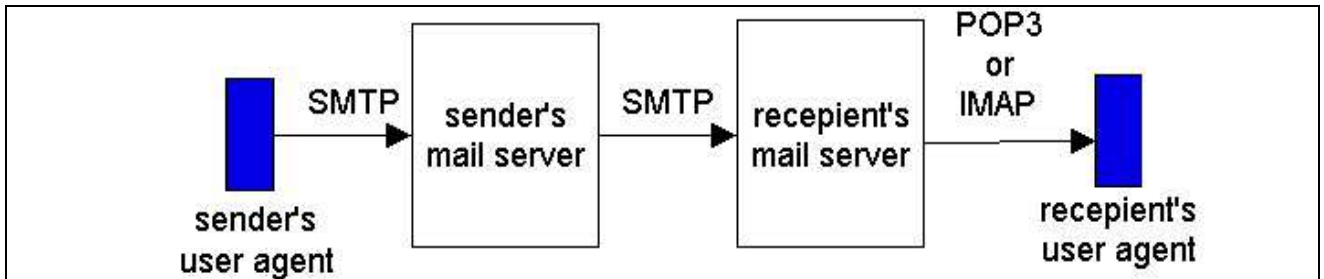 SMTP
sender's
mail server
SMTP
recepient's
mail server
POP3
or
IMAP
sender's
user agent
recepient's
user agent